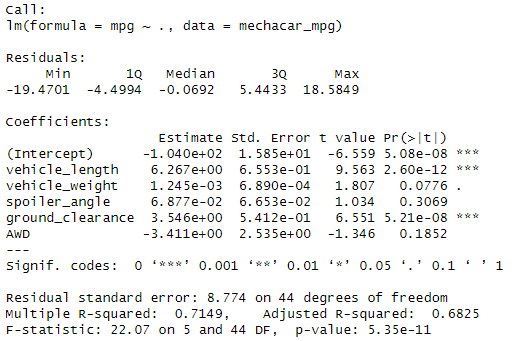 Call:
lm(formula = mpg ~ ., data = mechacar_mpg)
Residuals:
     Min       1Q   Median       3Q      Max
-19.4701  -4.4994  -0.0692   5.4433  18.5849
Coefficients:
                   Estimate Std. Error t value Pr(>|t|)
(Intercept)      -1.040e+02  1.585e+01  -6.559 5.08e-08 ***
vehicle_length    6.267e+00  6.553e-01   9.563 2.60e-12 ***
vehicle_weight    1.245e-03  6.890e-04   1.807   0.0776 .
spoiler_angle     6.877e-02  6.653e-02   1.034   0.3069
ground_clearance  3.546e+00  5.412e-01   6.551 5.21e-08 ***
AWD              -3.411e+00  2.535e+00  -1.346   0.1852
---
Signif. codes:  0 ‘***’ 0.001 ‘**’ 0.01 ‘*’ 0.05 ‘.’ 0.1 ‘ ’ 1
Residual standard error: 8.774 on 44 degrees of freedom
Multiple R-squared:  0.7149,    Adjusted R-squared:  0.6825
F-statistic: 22.07 on 5 and 44 DF,  p-value: 5.35e-11